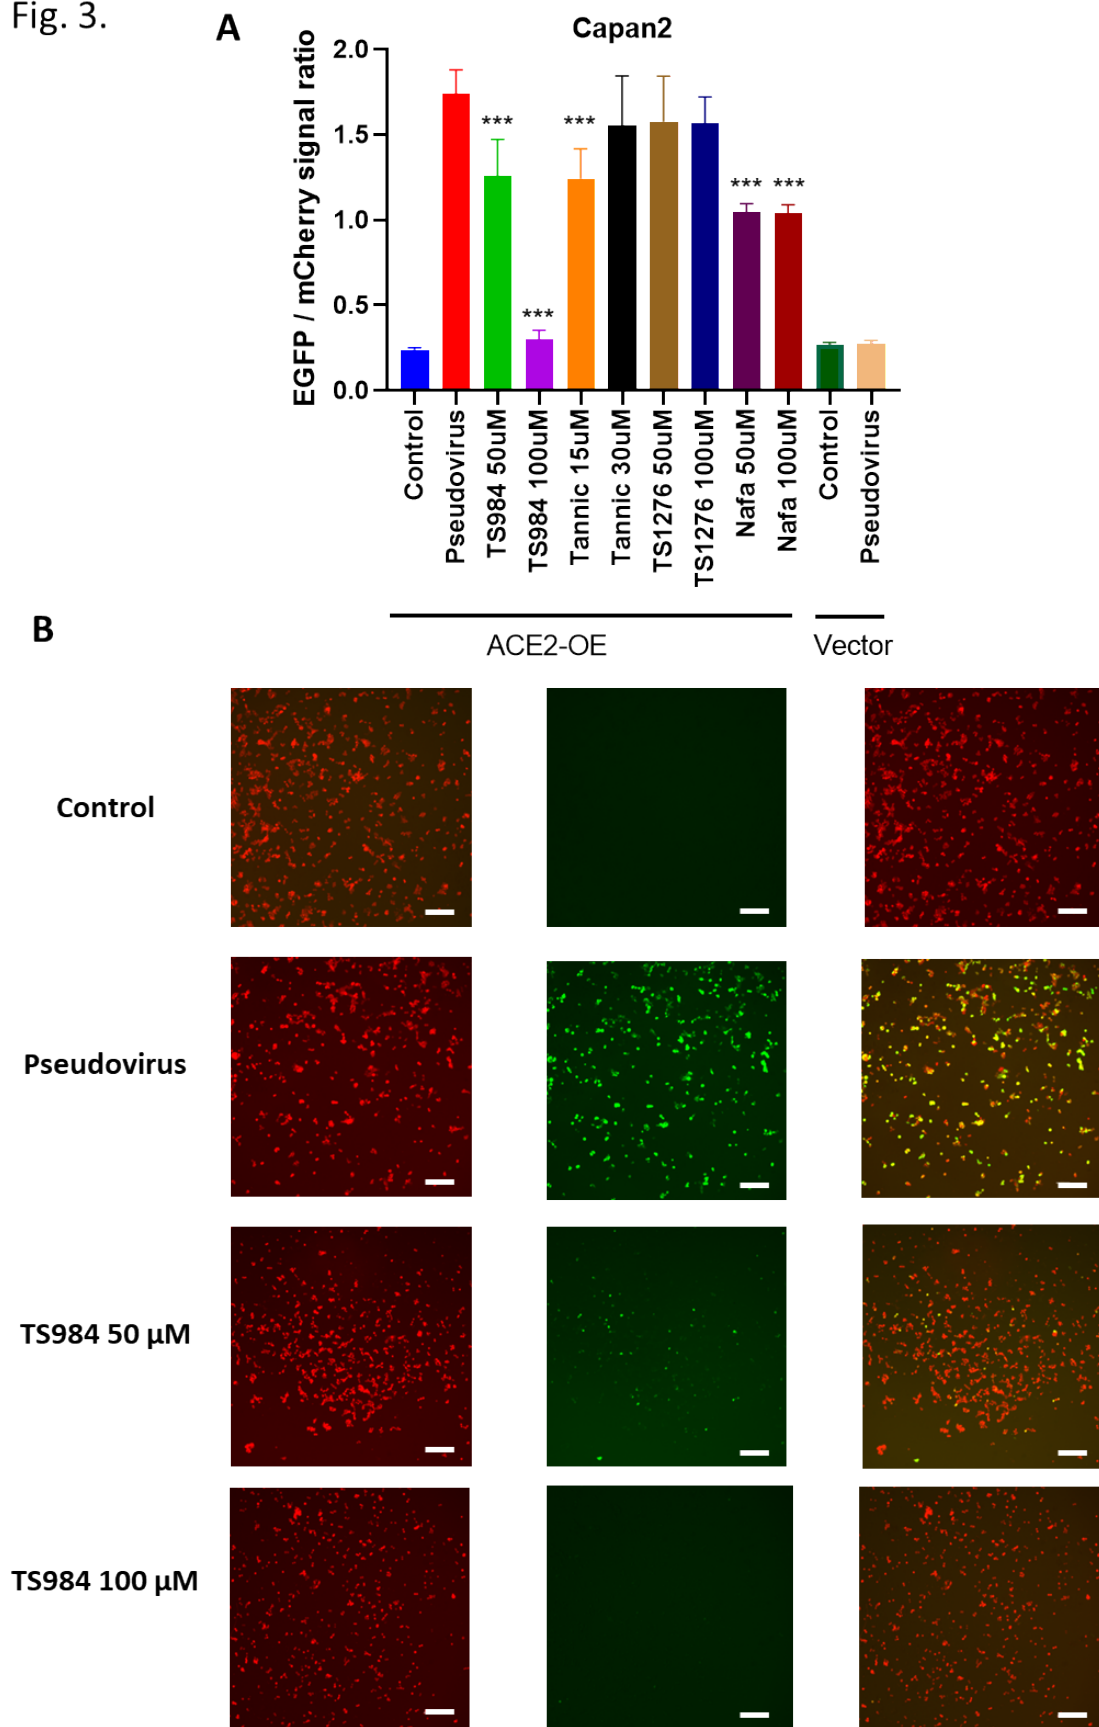 Fig. 3.
A
Capan2
EGFP / mCherry signal ratio
2.0
1.5
1.0
0.5
0.0
***
***
***
***
***
Control
Pseudovirus
TS984 50uM
TS984 100uM
Tannic 15uM
Tannic 30uM
TS1276 50uM
TS1276 100uM
Nafa 50uM
Nafa 100uM
Control
Pseudovirus
ACE2-OE
Vector
B
Control
Pseudovirus
TS984 50 µM
TS984 100 µM